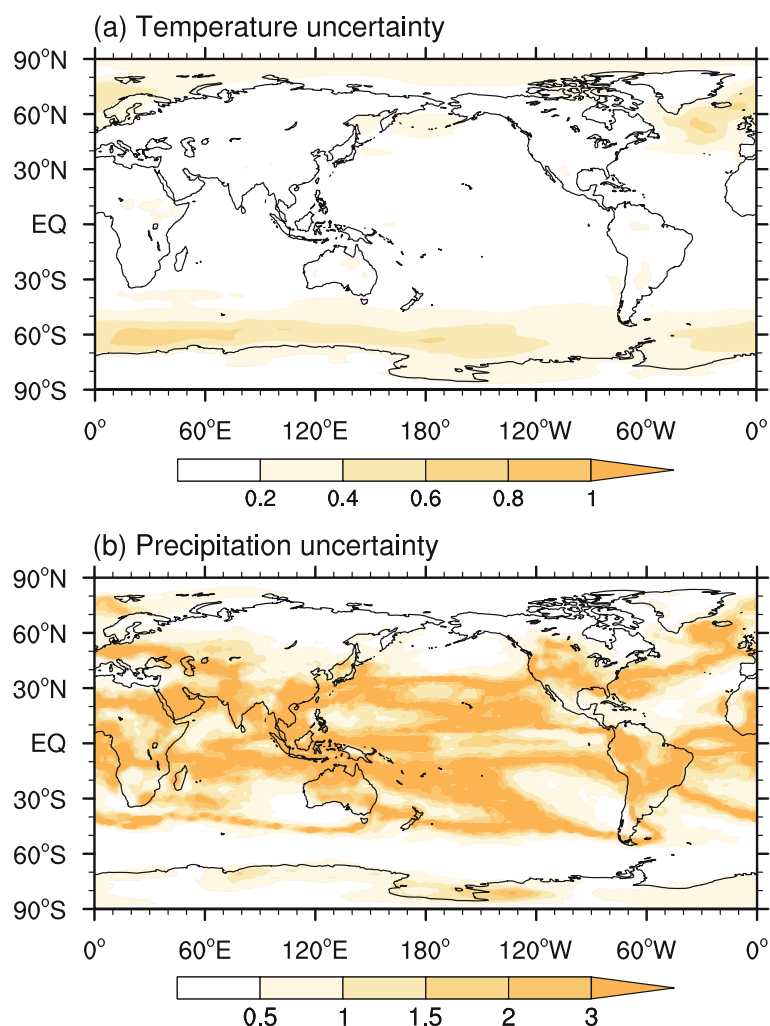 (a) Temperature uncertainty
90°N
60°N
30°N
EQ
30°S
60°S
90°S
0° 60°E 120°E 180° 120°W 60°W 0°
0.2 0.4 0.6 0.8 1
(b) Precipitation uncertainty
90°N
60°N
30°N
EQ
30°S
60°S
90°S
0° 60°E 120°E 180° 120°W 60°W 0°
0.5 1 1.5 2 3